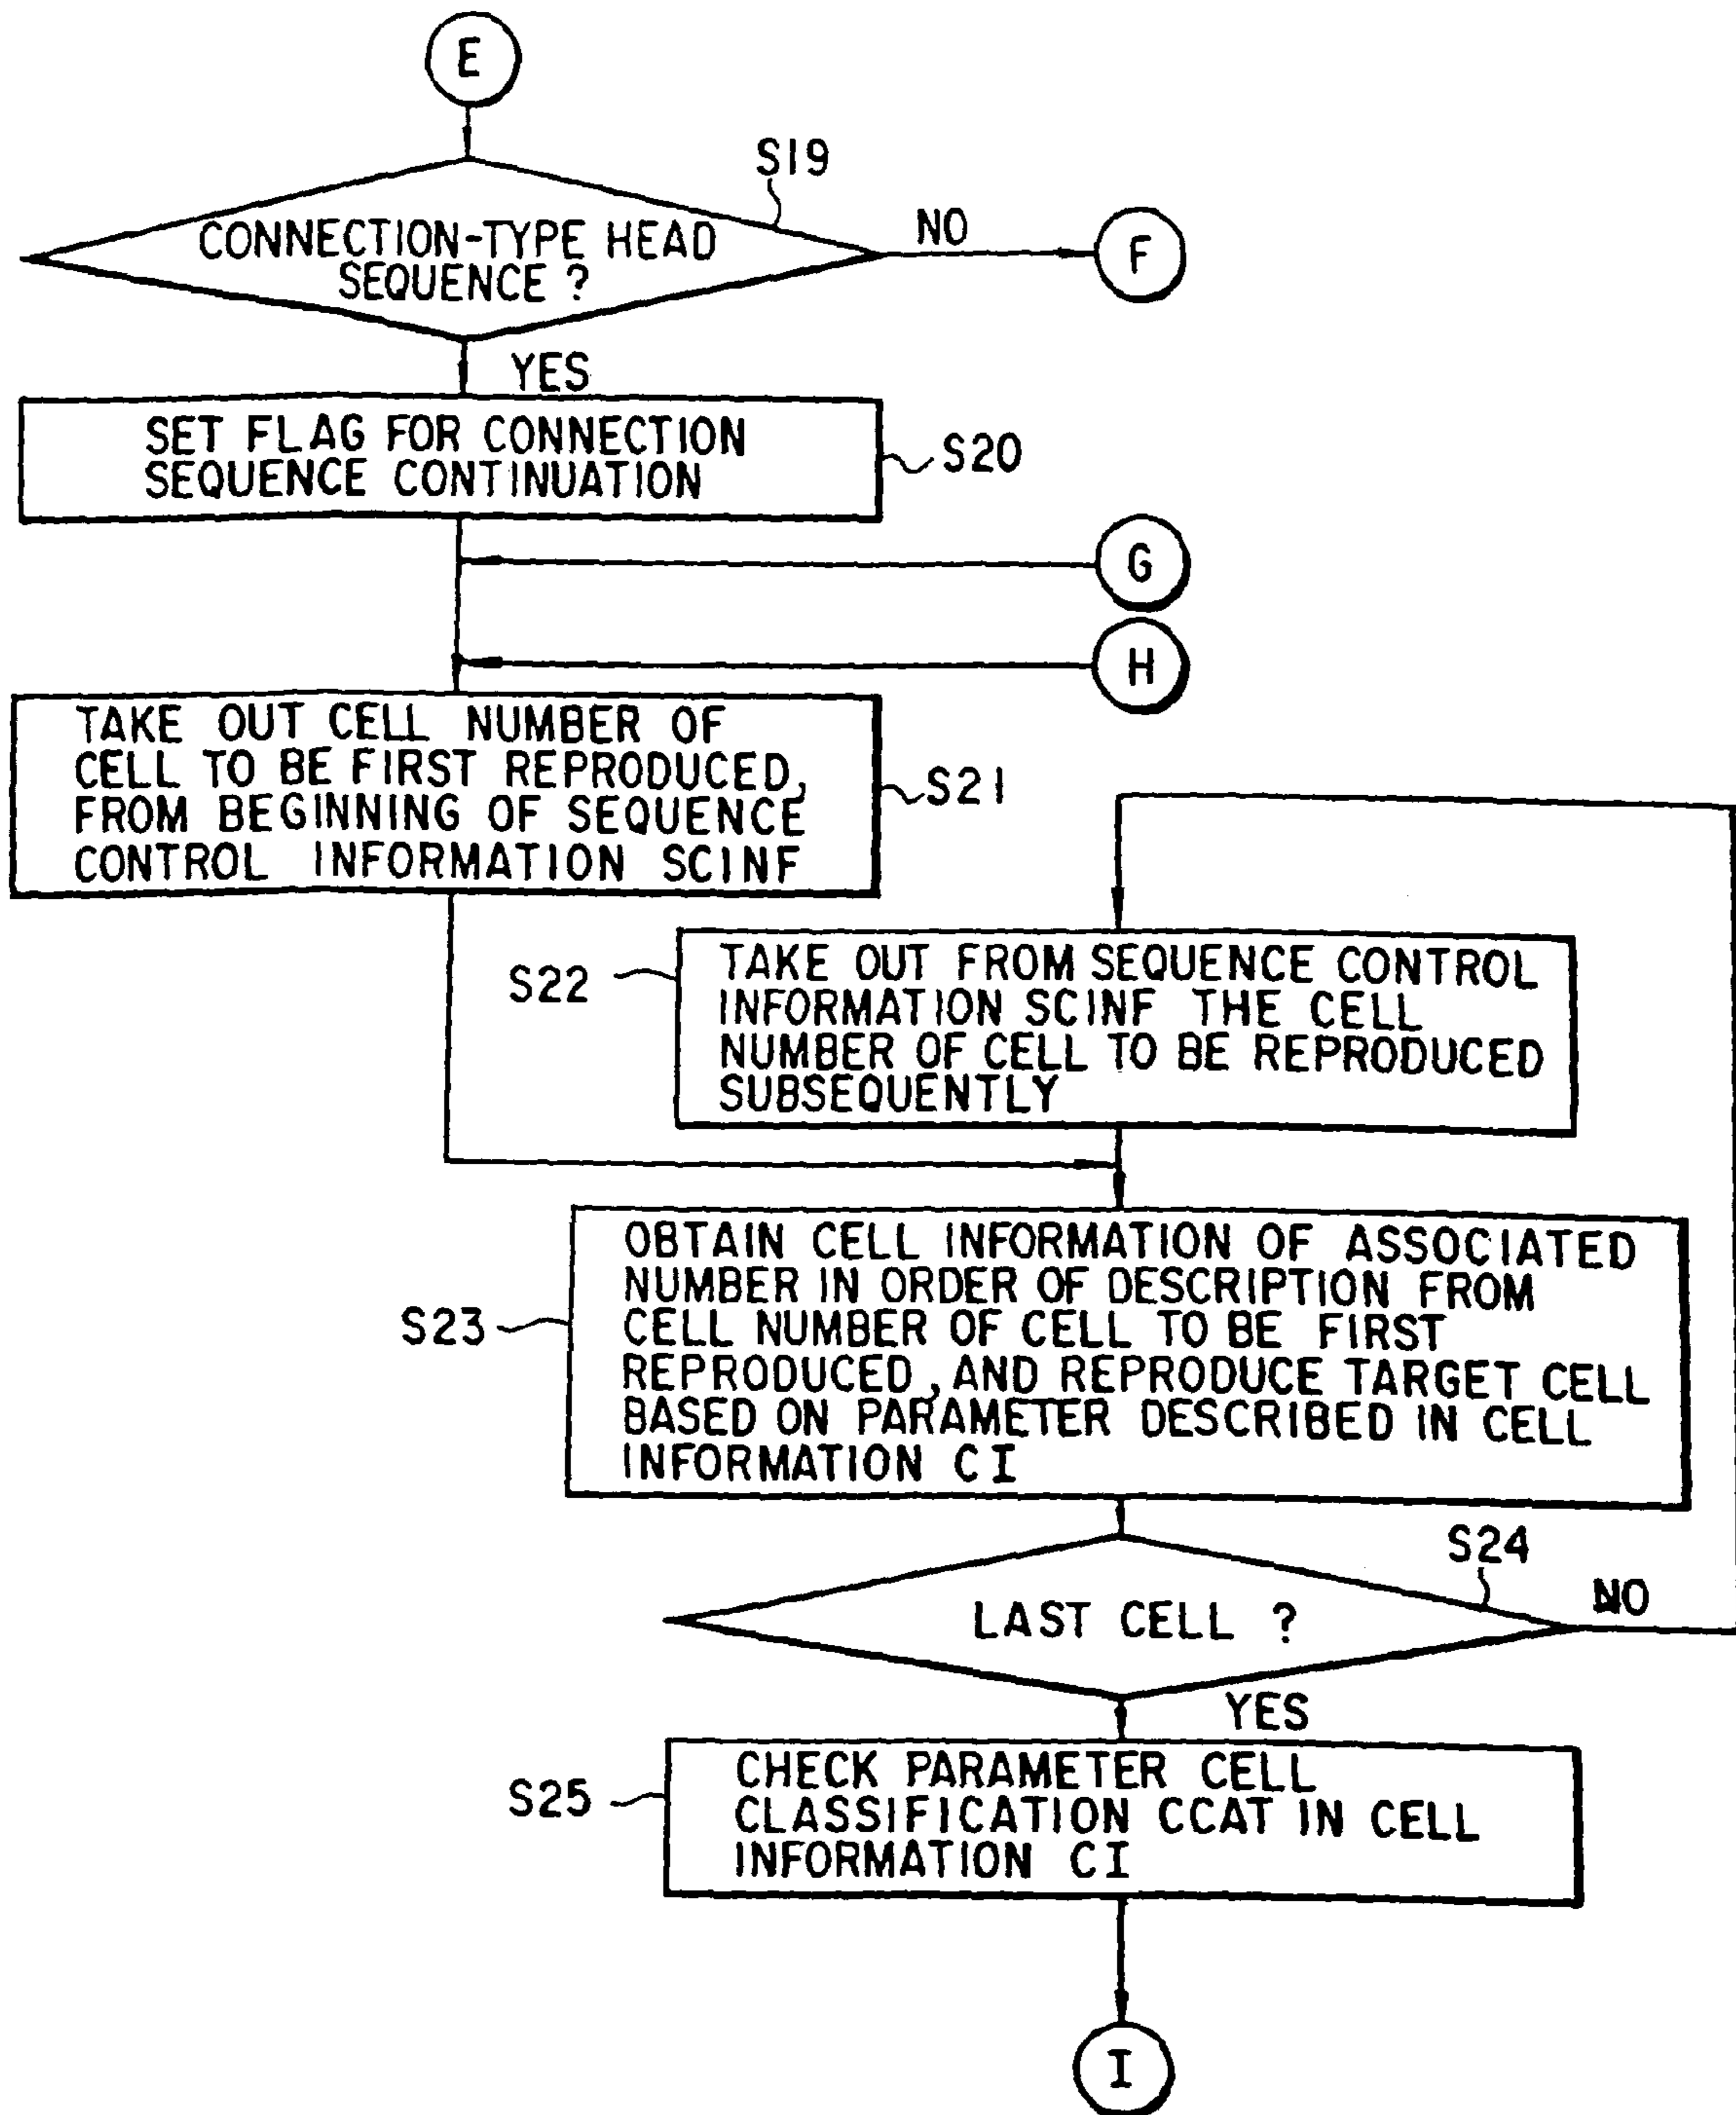 E
S19
CONNECTION-TYPE HEAD
SEQUENCE ?
NO
F
YES
SET FLAG FOR CONNECTION
SEQUENCE CONTINUATION
S20
G
H
TAKE OUT CELL NUMBER OF
CELL TO BE FIRST REPRODUCED,
FROM BEGINNING OF SEQUENCE
CONTROL INFORMATION SCINF
S21
S22
TAKE OUT FROM SEQUENCE CONTROL
INFORMATION SCINF THE CELL
NUMBER OF CELL TO BE REPRODUCED
SUBSEQUENTLY
S23
OBTAIN CELL INFORMATION OF ASSOCIATED
NUMBER IN ORDER OF DESCRIPTION FROM
CELL NUMBER OF CELL TO BE FIRST
REPRODUCED, AND REPRODUCE TARGET CELL
BASED ON PARAMETER DESCRIBED IN CELL
INFORMATION CI
S24
LAST CELL ?
NO
YES
S25
CHECK PARAMETER CELL
CLASSIFICATION CCAT IN CELL
INFORMATION CI
I